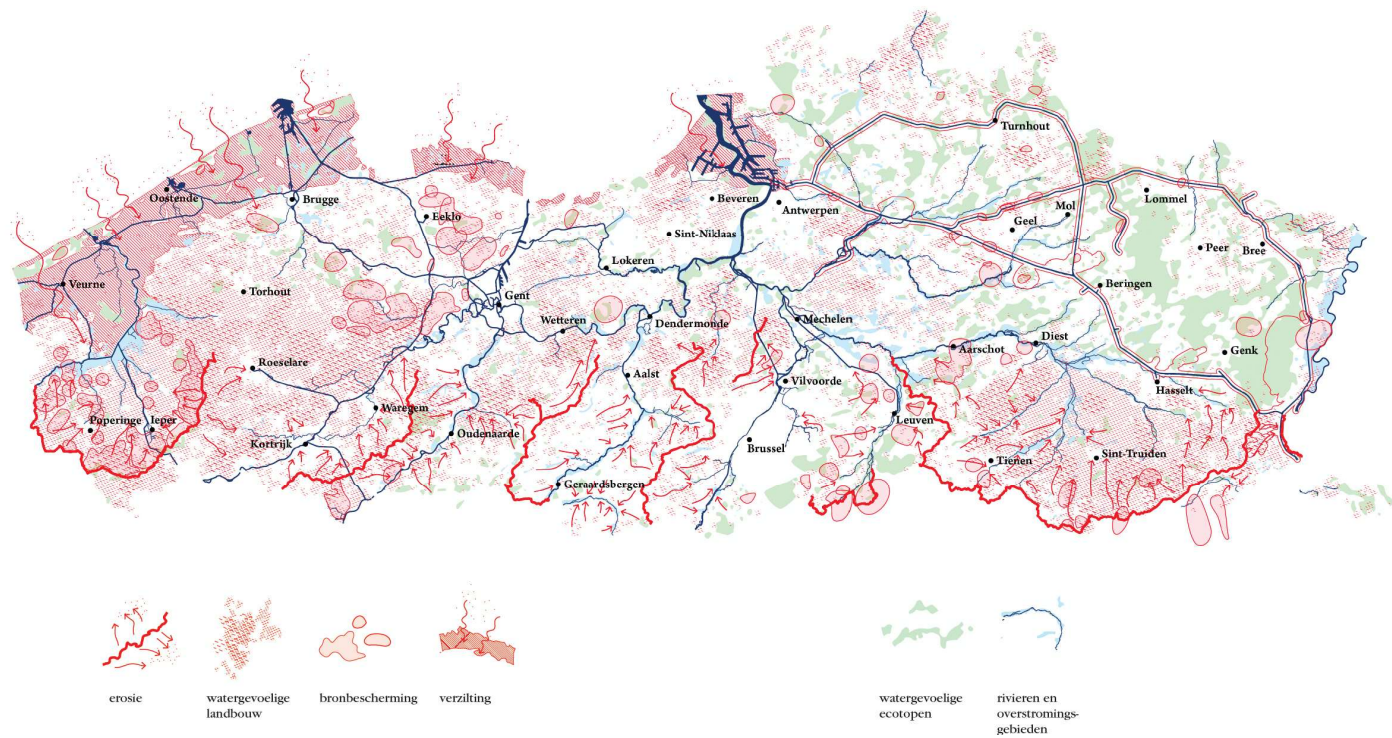 Turnhout
Oostende
Brugge
Beveren
Antwerpen
Lommel
Eeklo
Geel
Mol
Sint-Niklaas
Peer
Bree
Lokeren
Veurne
Torhout
Gent
Beringen
Wetteren
Dendermonde
Mechelen
Aarschot
Diest
Genk
Roeselare
Aalst
Vilvoorde
Hasselt
Waregem
Leuven
Poperinge
Ieper
Kortrijk
Oudenaarde
Brussel
Tienen
Sint-Truiden
Geraardsbergen
erosie
watergevoelige
landbouw
bronbescherming
verzilting
watergevoelige
ecotopen
rivieren en
overstromings-
gebieden